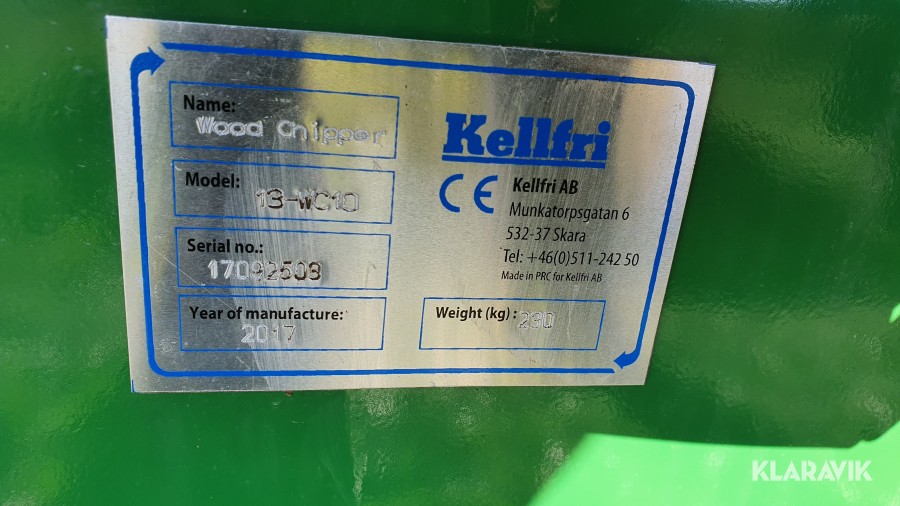 Name:
Wood Chipper
Model:
13-WC10
Serial no.:
17092508
Year of manufacture:
2017
Kellfri
CE
Kellfri AB
Munkatorpsgatan 6
532-37 Skara
Tel: +46(0)511-242 50
Made in PRC for Kellfri AB
Weight (kg) :
230
KLARAVIK